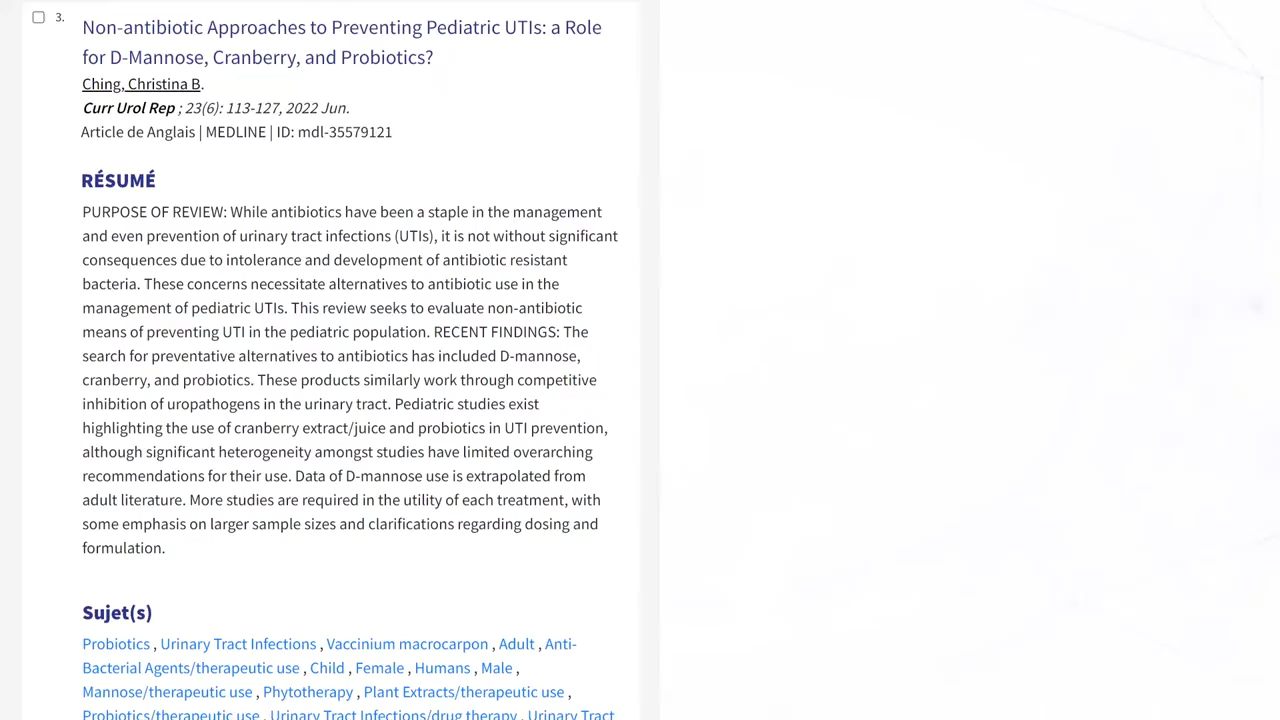 3.
Non-antibiotic Approaches to Preventing Pediatric UTIs: a Role
for D-Mannose, Cranberry, and Probiotics?
Ching, Christina B.
Curr Urol Rep ; 23(6): 113-127, 2022 Jun.
Article de Anglais | MEDLINE | ID: mdl-35579121
RÉSUMÉ
PURPOSE OF REVIEW: While antibiotics have been a staple in the management
and even prevention of urinary tract infections (UTIs), it is not without significant
consequences due to intolerance and development of antibiotic resistant
bacteria. These concerns necessitate alternatives to antibiotic use in the
management of pediatric UTIs. This review seeks to evaluate non-antibiotic
means of preventing UTI in the pediatric population. RECENT FINDINGS: The
search for preventative alternatives to antibiotics has included D-mannose,
cranberry, and probiotics. These products similarly work through competitive
inhibition of uropathogens in the urinary tract. Pediatric studies exist
highlighting the use of cranberry extract/juice and probiotics in UTI prevention,
although significant heterogeneity amongst studies have limited overarching
recommendations for their use. Data of D-mannose use is extrapolated from
adult literature. More studies are required in the utility of each treatment, with
some emphasis on larger sample sizes and clarifications regarding dosing and
formulation.
Sujet(s)
Probiotics , Urinary Tract Infections , Vaccinium macrocarpon , Adult , Anti-
Bacterial Agents/therapeutic use , Child , Female , Humans , Male ,
Mannose/therapeutic use , Phytotherapy , Plant Extracts/therapeutic use ,
Probiotics/therapeutic use , Urinary Tract Infections/drug therapy , Urinary Tract